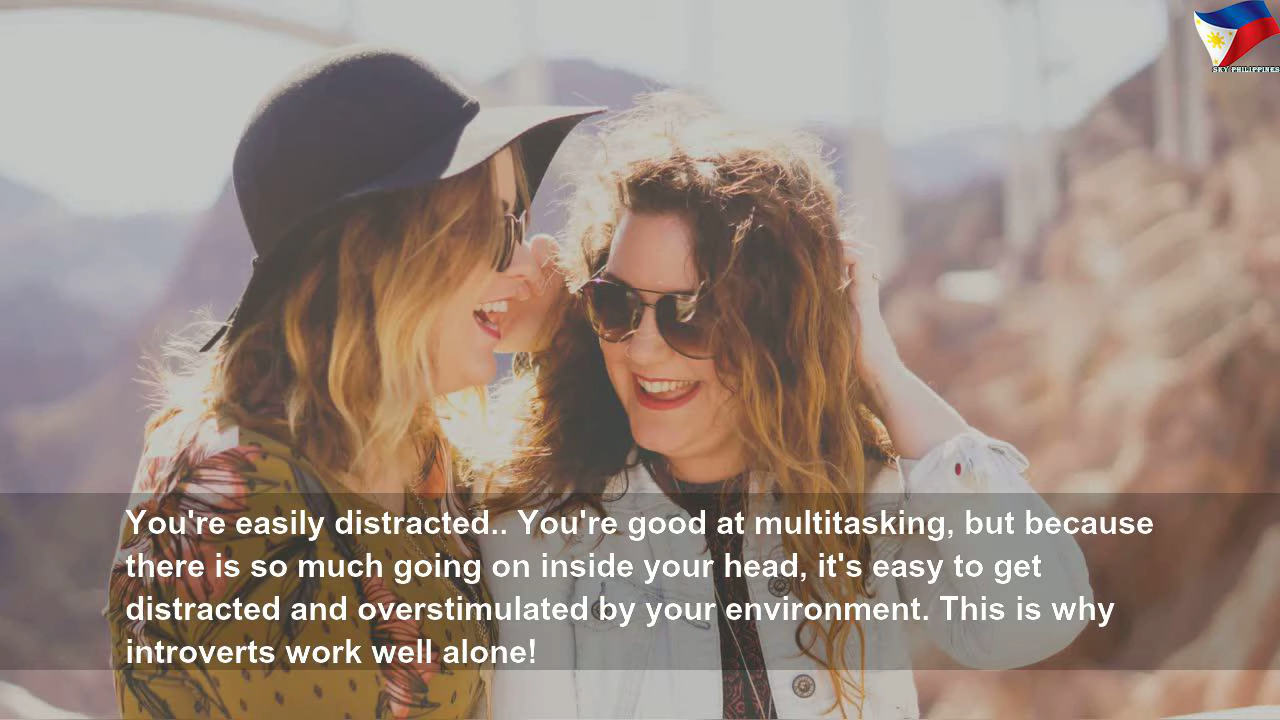 SKY PHILIPPINES
You're easily distracted.. You're good at multitasking, but because
there is so much going on inside your head, it's easy to get
distracted and overstimulated by your environment. This is why
introverts work well alone!